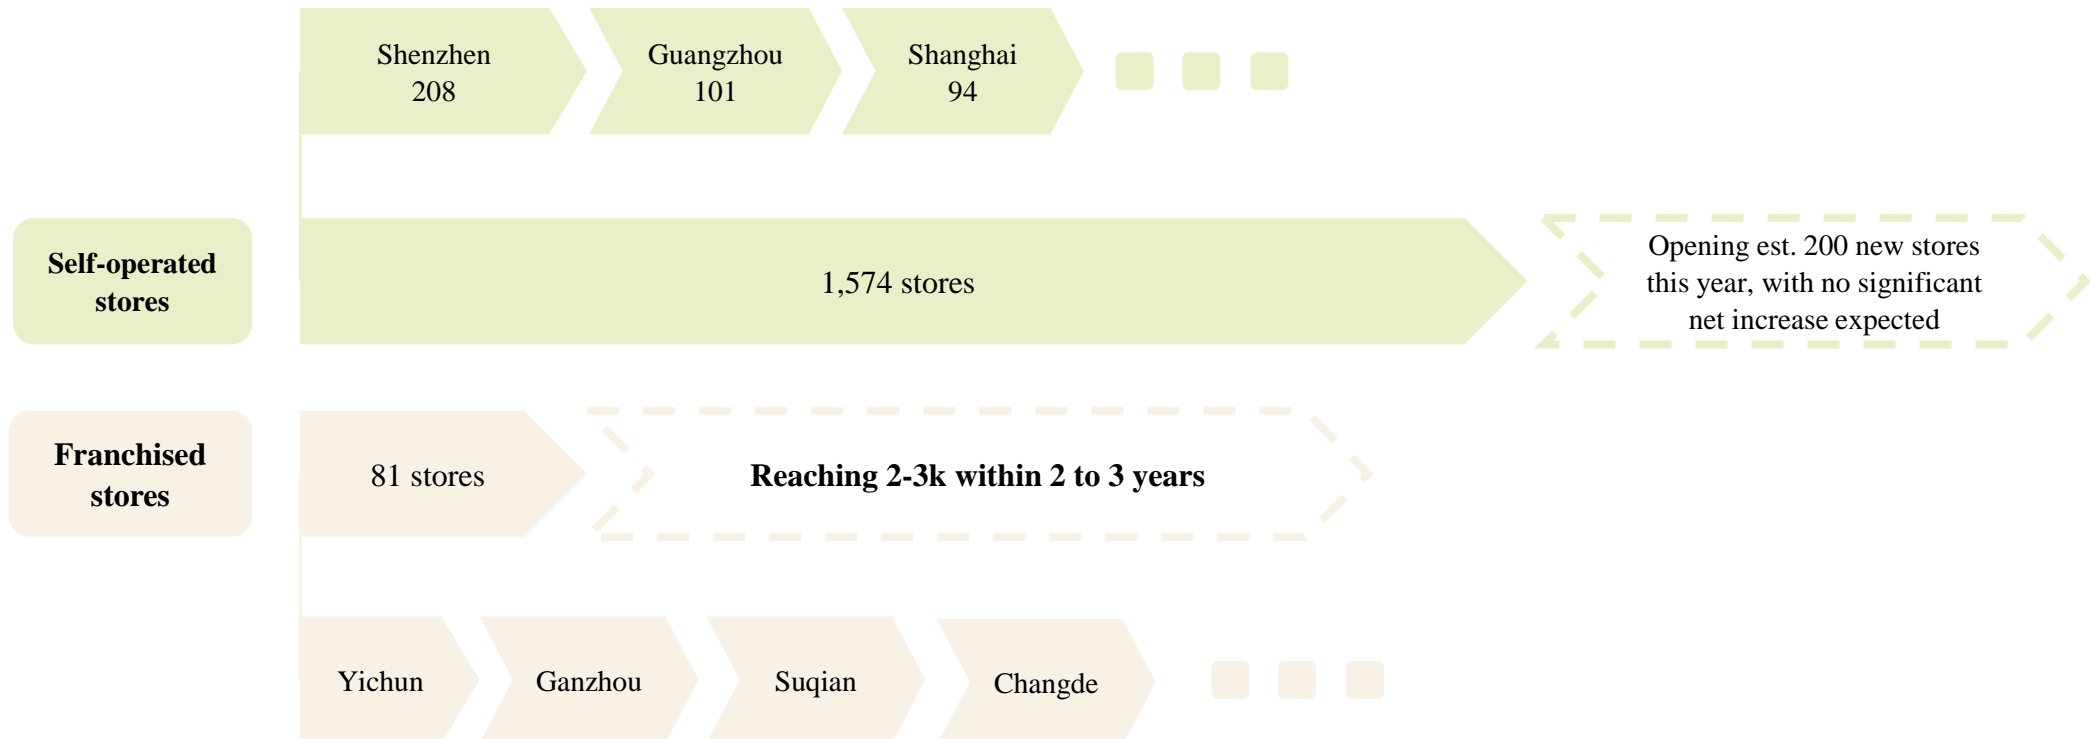 Shenzhen
208
Guangzhou
101
Shanghai
94
Self-operated
stores
1,574 stores
Opening est. 200 new stores
this year, with no significant
net increase expected
Franchised
stores
81 stores
Reaching 2-3k within 2 to 3 years
Yichun
Ganzhou
Suqian
Changde